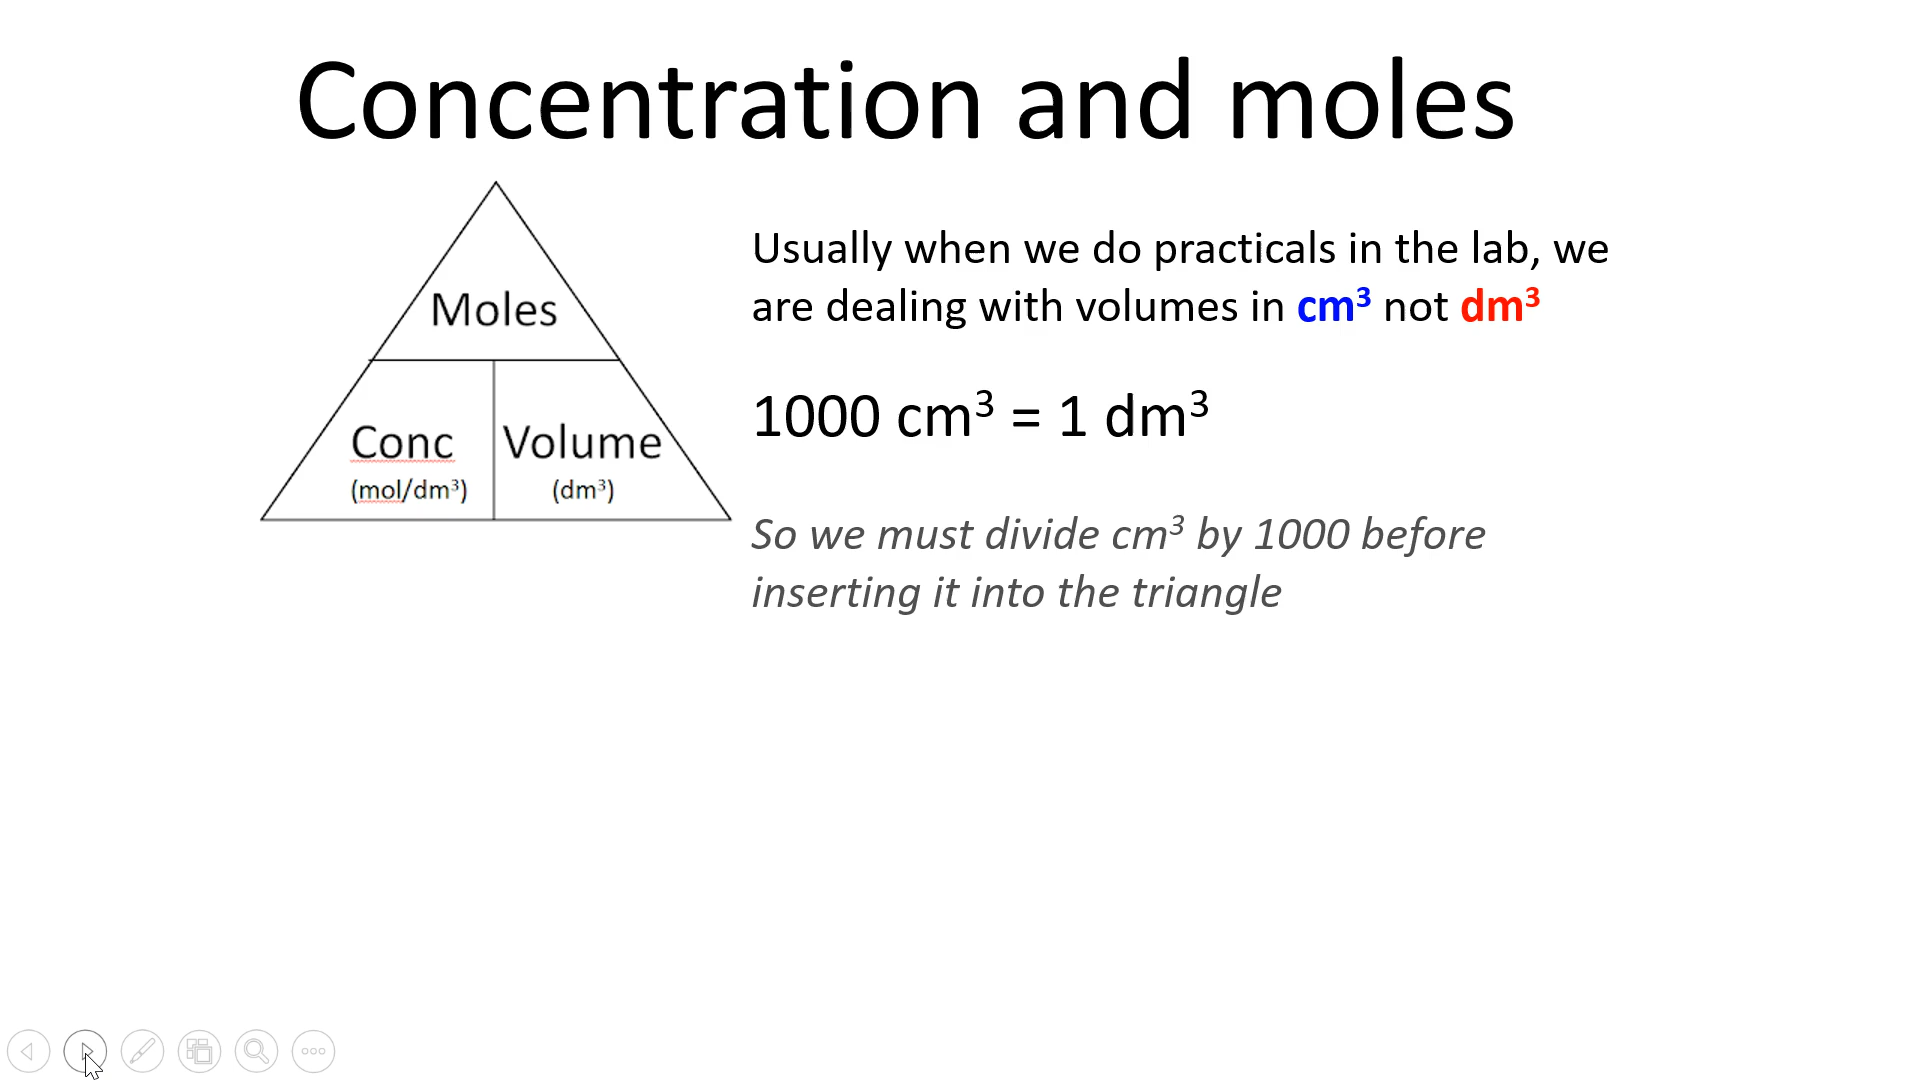 Concentration and moles
Moles
Conc
(mol/dm³)
Volume
(dm³)
Usually when we do practicals in the lab, we
are dealing with volumes in cm³ not dm³
1000 cm³ = 1 dm³
So we must divide cm³ by 1000 before
inserting it into the triangle